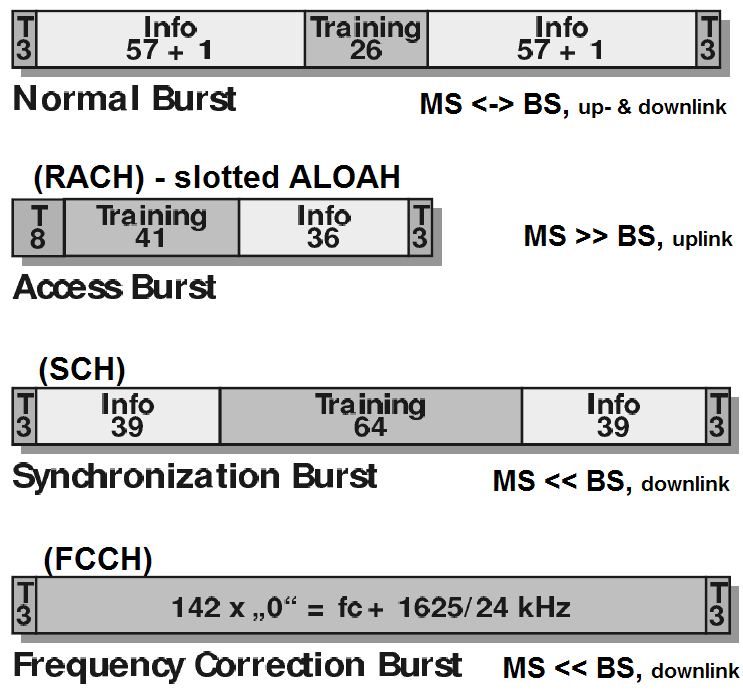 T Info Training Info T
3 57 + 1 26 57 + 1 3
Normal Burst MS <-> BS, up- & downlink
(RACH) - slotted ALOAH
T Training Info T
8 41 36 3
MS >> BS, uplink
Access Burst
(SCH)
T Info Training Info T
3 39 64 39 3
Synchronization Burst MS << BS, downlink
(FCCH)
T T
3 142 x „0“ = fc + 1625/24 kHz 3
Frequency Correction Burst MS << BS, downlink